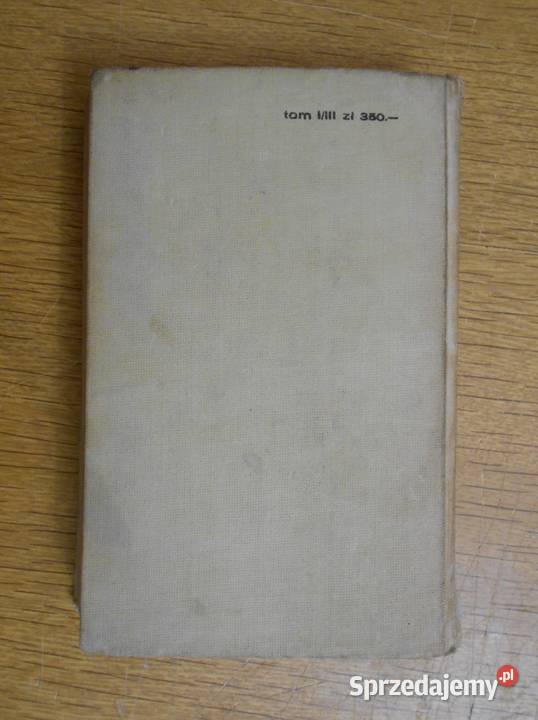 tom I/III zł 350.—
Sprzedajemy.pl